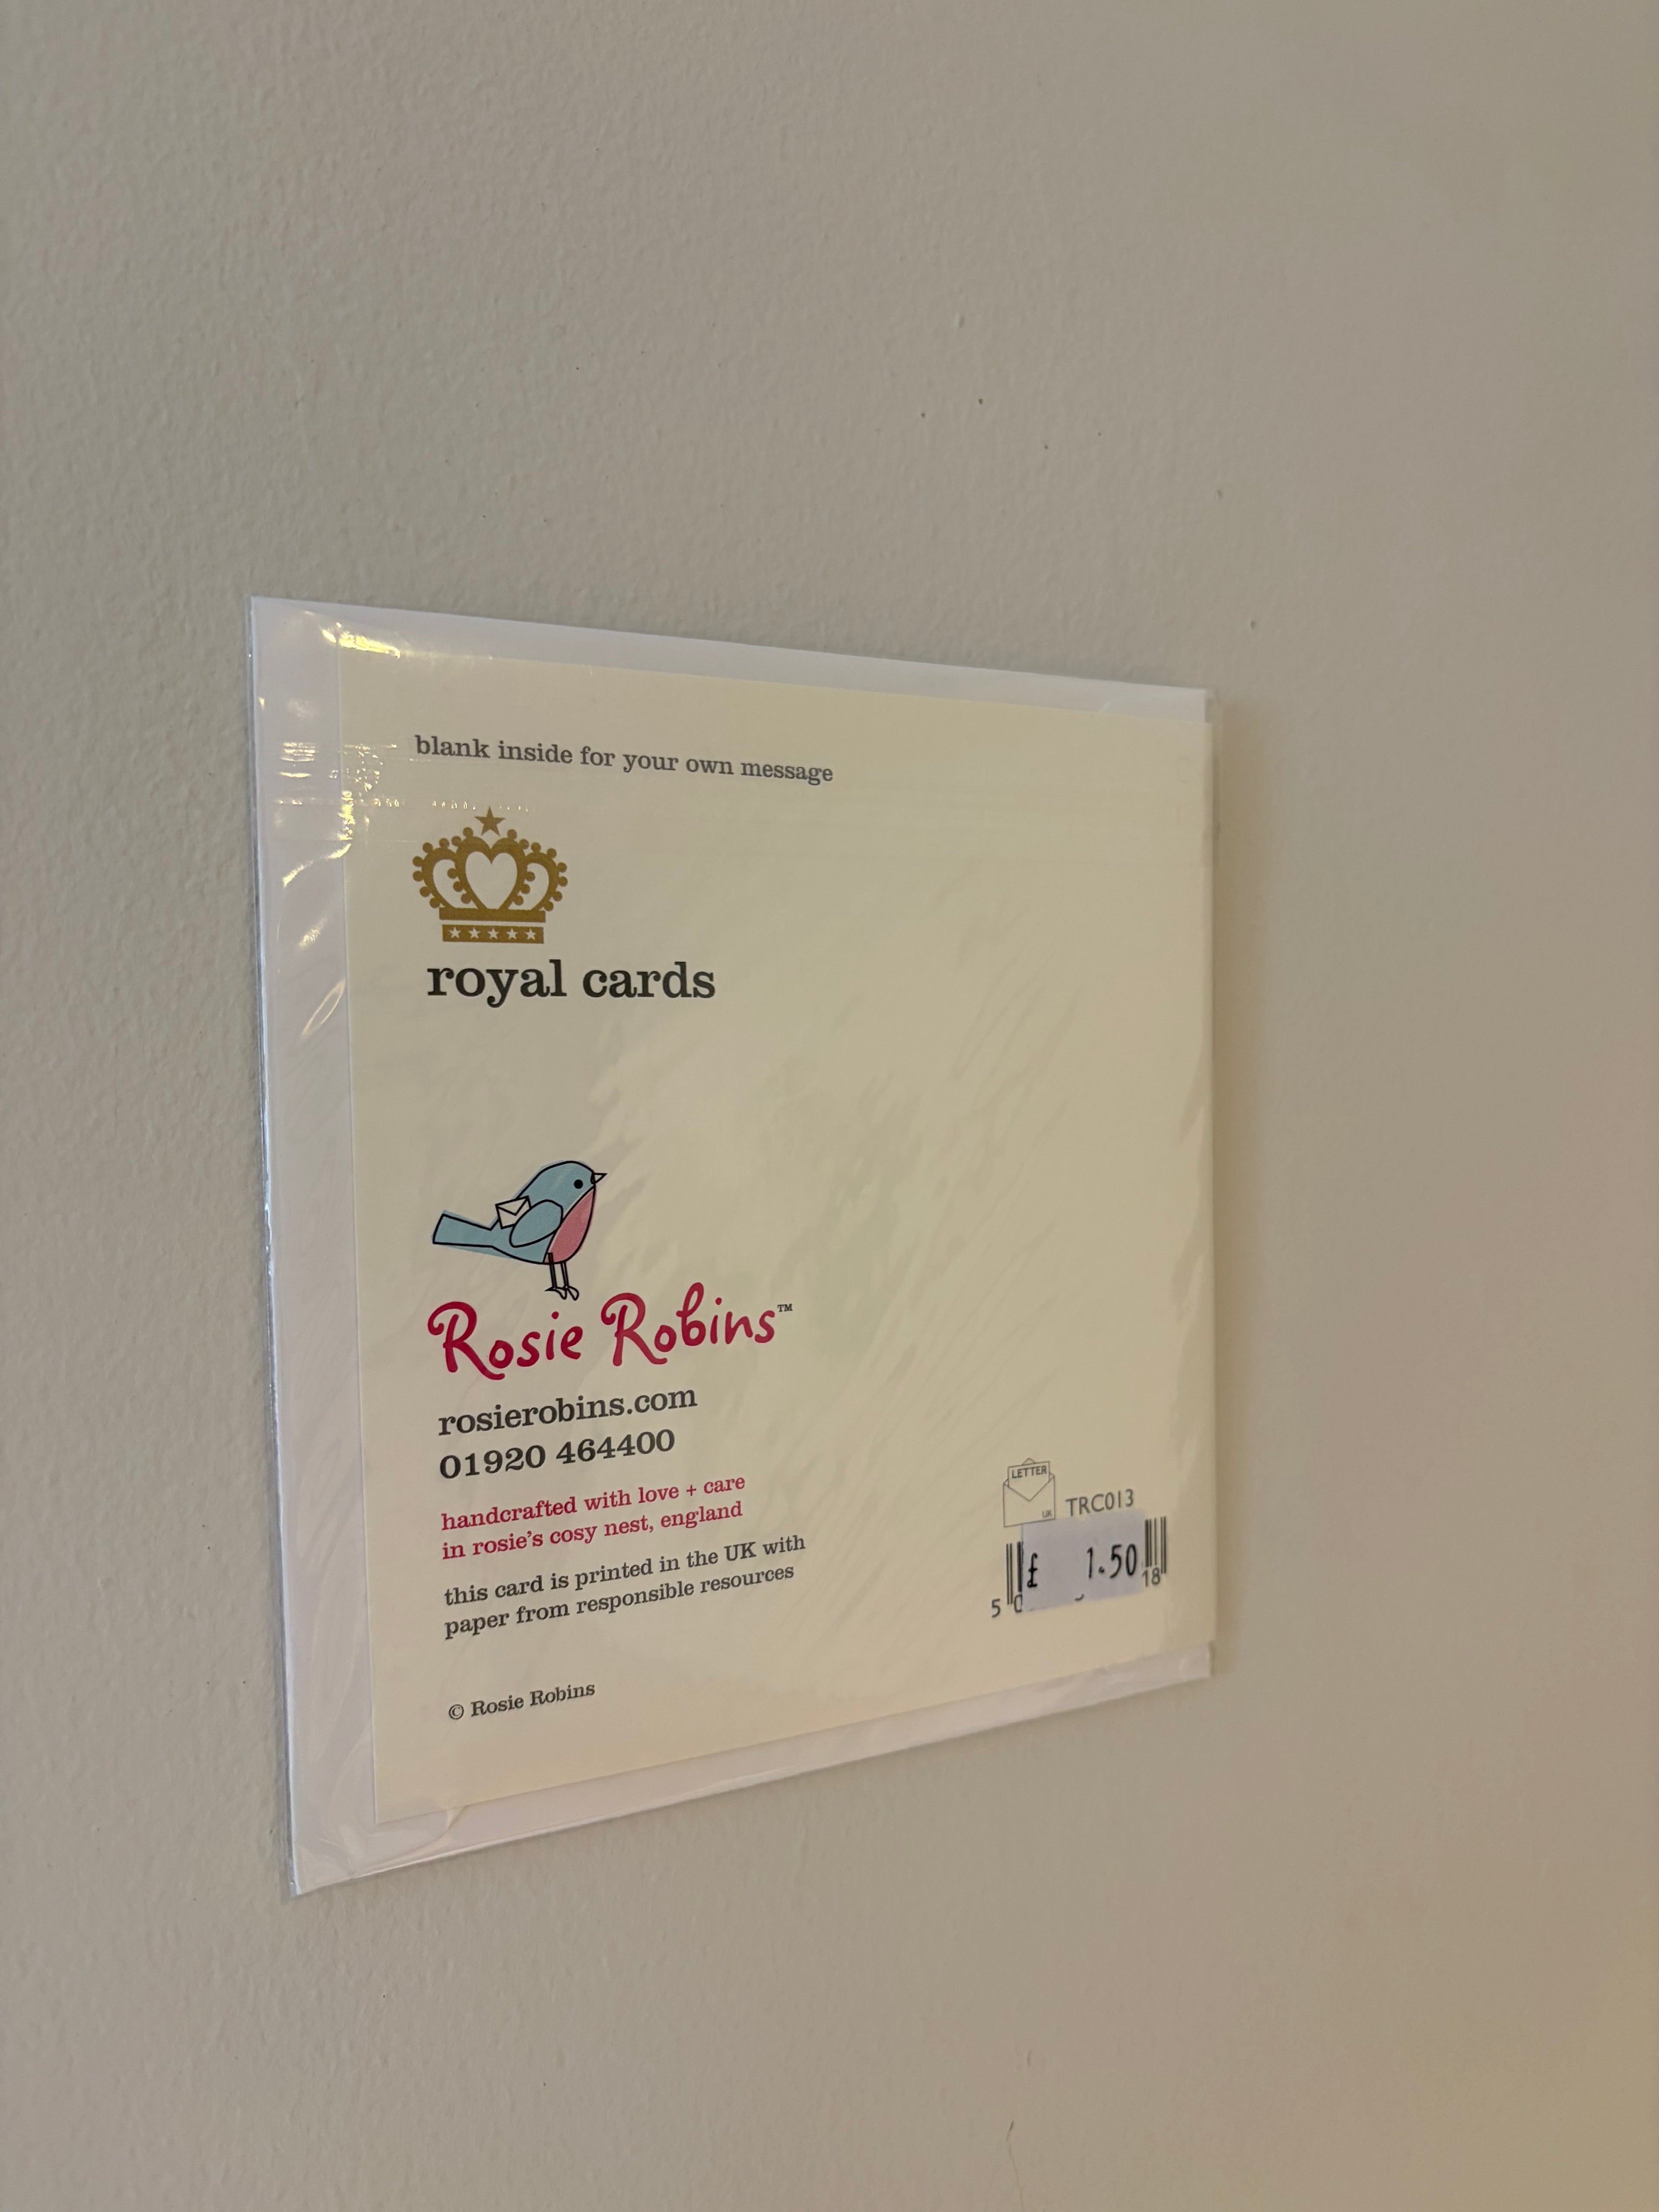 blank inside for your own message
royal cards
Rosie Robins™
rosierobins.com
01920 464400
handcrafted with love + care
in rosie's cosy nest, england
this card is printed in the UK with
paper from responsible resources
© Rosie Robins
LETTER
UK
TRC013
£ 1.50
5
18